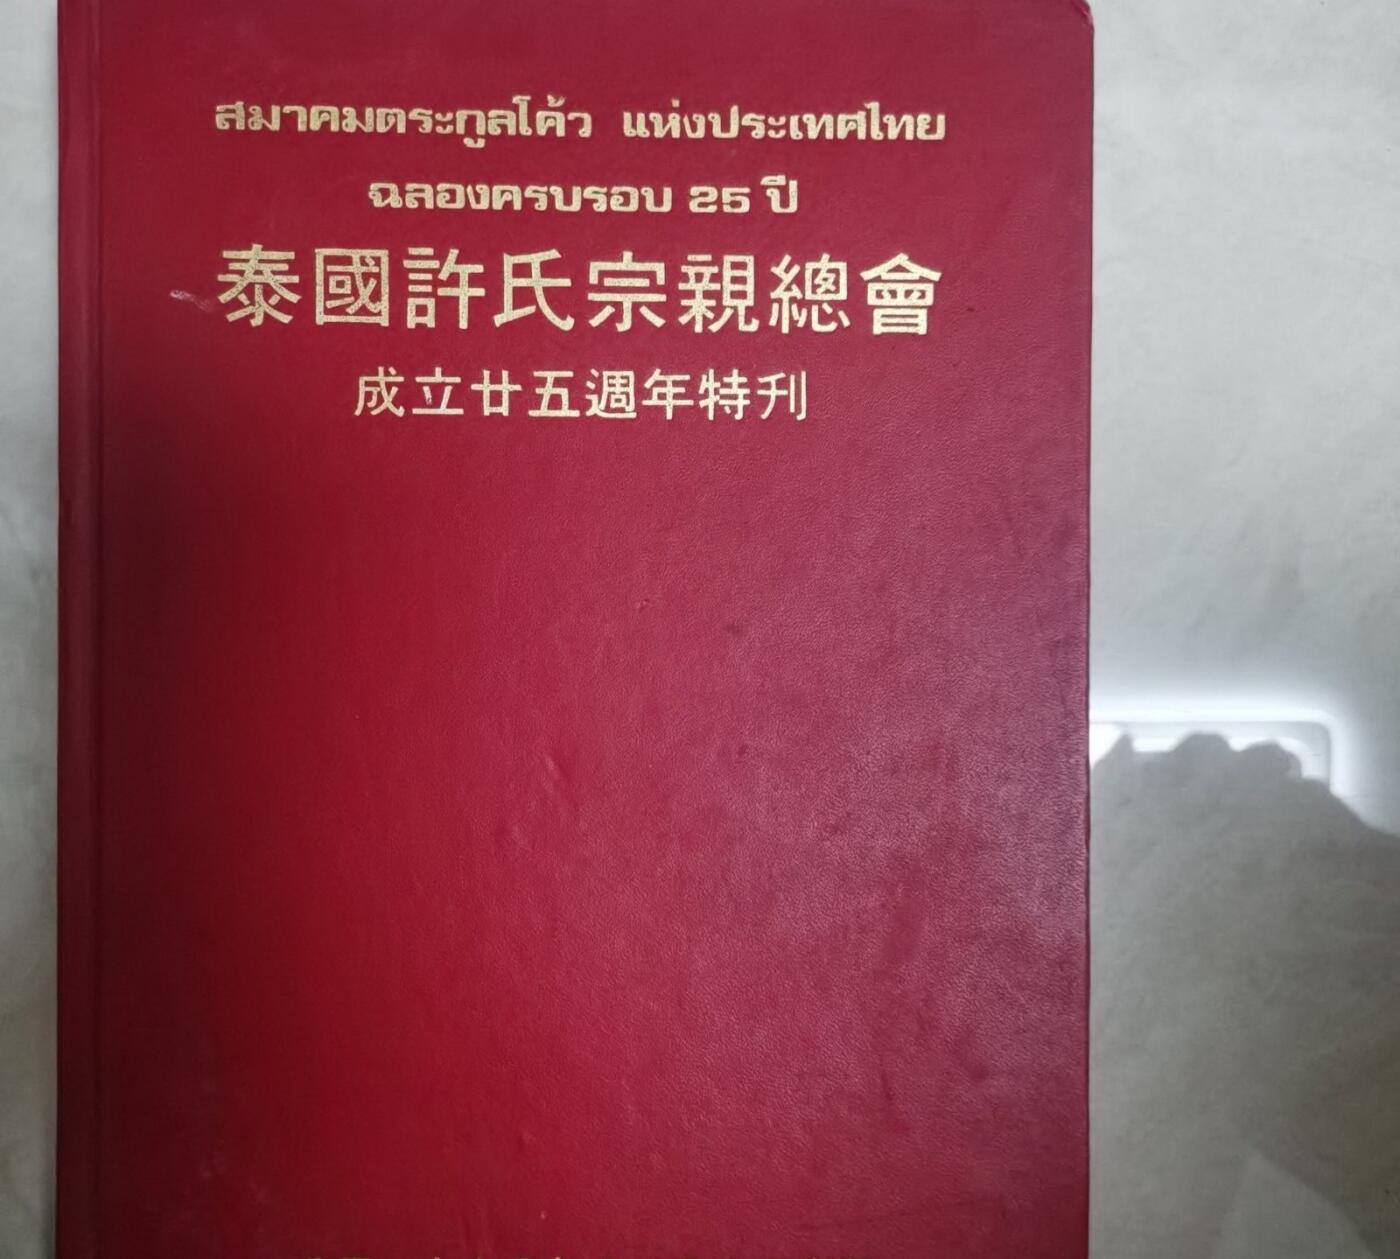 สมาคมตระกูลโค้ว แห่งประเทศไทย
ฉลองครบรอบ 25 ปี
泰國許氏宗親總會
成立廿五週年特刋